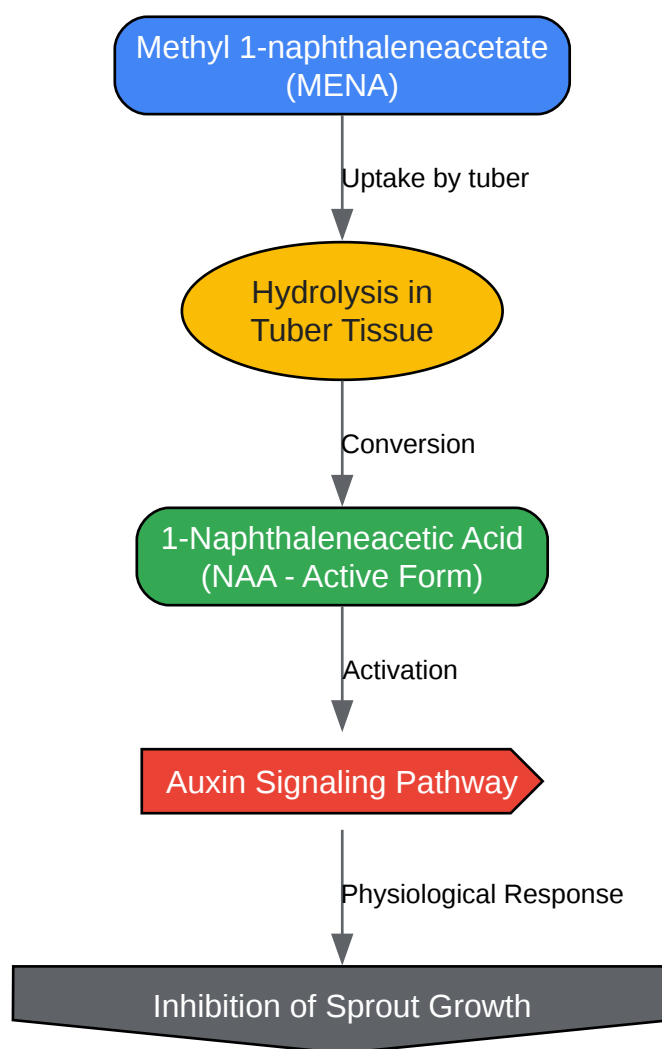 Methyl 1-naphthaleneacetate
(MENA)
Uptake by tuber
Hydrolysis in
Tuber Tissue
Conversion
1-Naphthaleneacetic Acid
(NAA - Active Form)
Activation
Auxin Signaling Pathway
Physiological Response
Inhibition of Sprout Growth